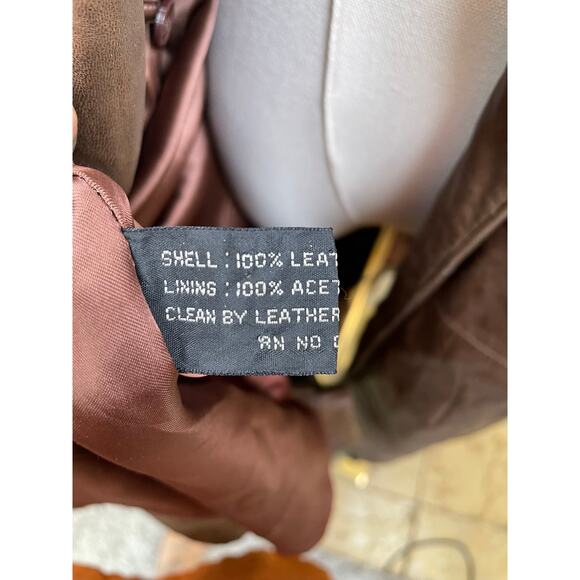 SHELL : 100% LEAT
LINING : 100% ACET
CLEAN BY LEATHER
RN NO